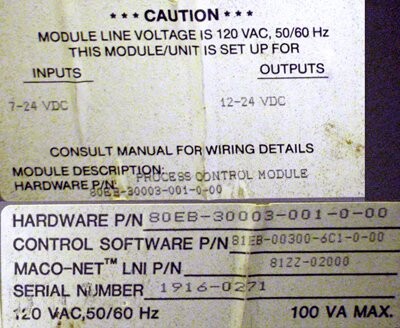 *** CAUTION ***
MODULE LINE VOLTAGE IS 120 VAC, 50/60 Hz
THIS MODULE/UNIT IS SET UP FOR
INPUTS OUTPUTS
7-24 VDC 12-24 VDC
CONSULT MANUAL FOR WIRING DETAILS
MODULE DESCRIPTION: PROCESS CONTROL MODULE
HARDWARE P/N: 80EB-30003-001-0-00
HARDWARE P/N 80EB-30003-001-0-00
CONTROL SOFTWARE P/N 81EB-00300-6C1-0-00
MACO-NET™ LNI P/N 81ZZ-02000
SERIAL NUMBER 1916-0271
120 VAC,50/60 Hz 100 VA MAX.